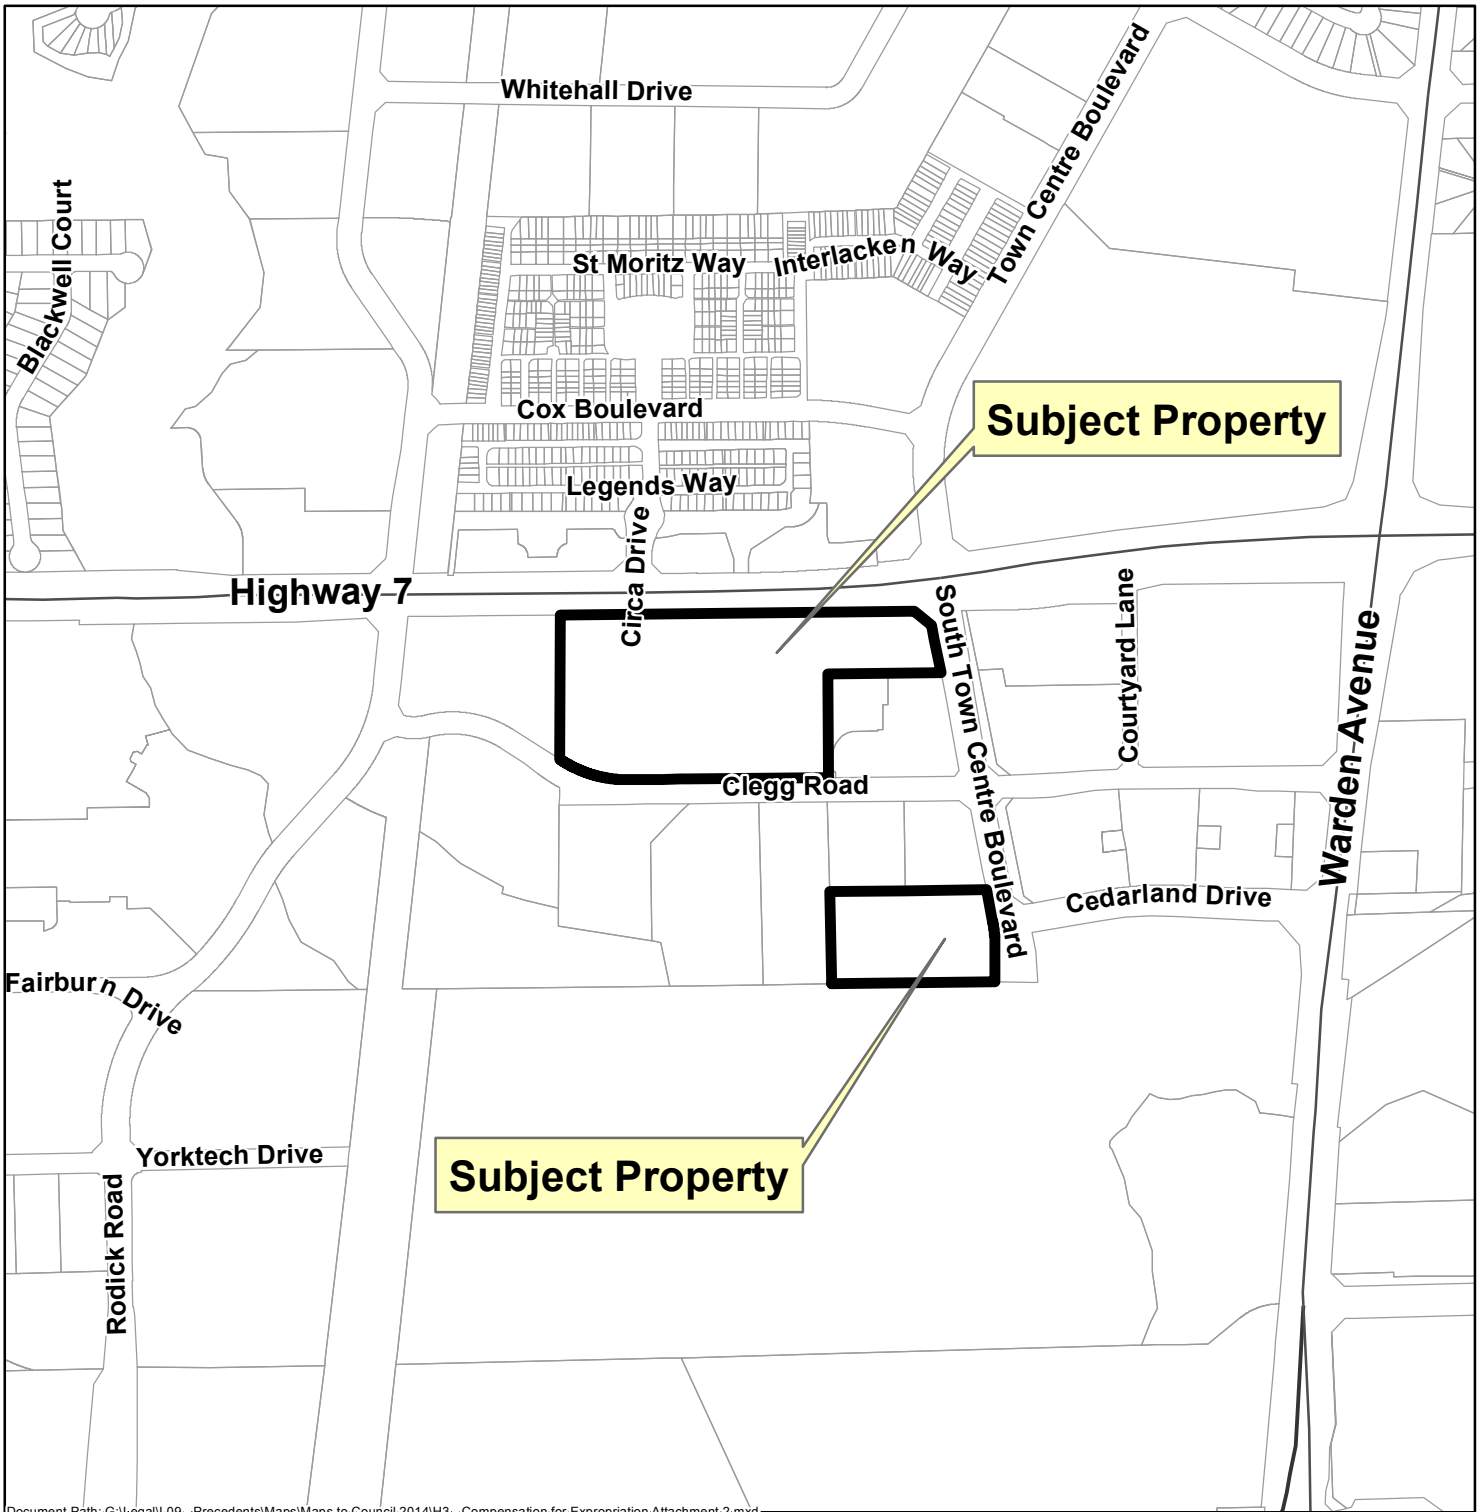 Whitehall Drive
Town Centre Boulevard
Blackwell Court
St Moritz Way
Interlacken Way
Cox Boulevard
Subject Property
Legends Way
Circa Drive
Highway 7
South Town Centre Boulevard
Courtyard Lane
Warden Avenue
Clegg Road
Cedarland Drive
Fairburn Drive
Yorktech Drive
Subject Property
Rodick Road